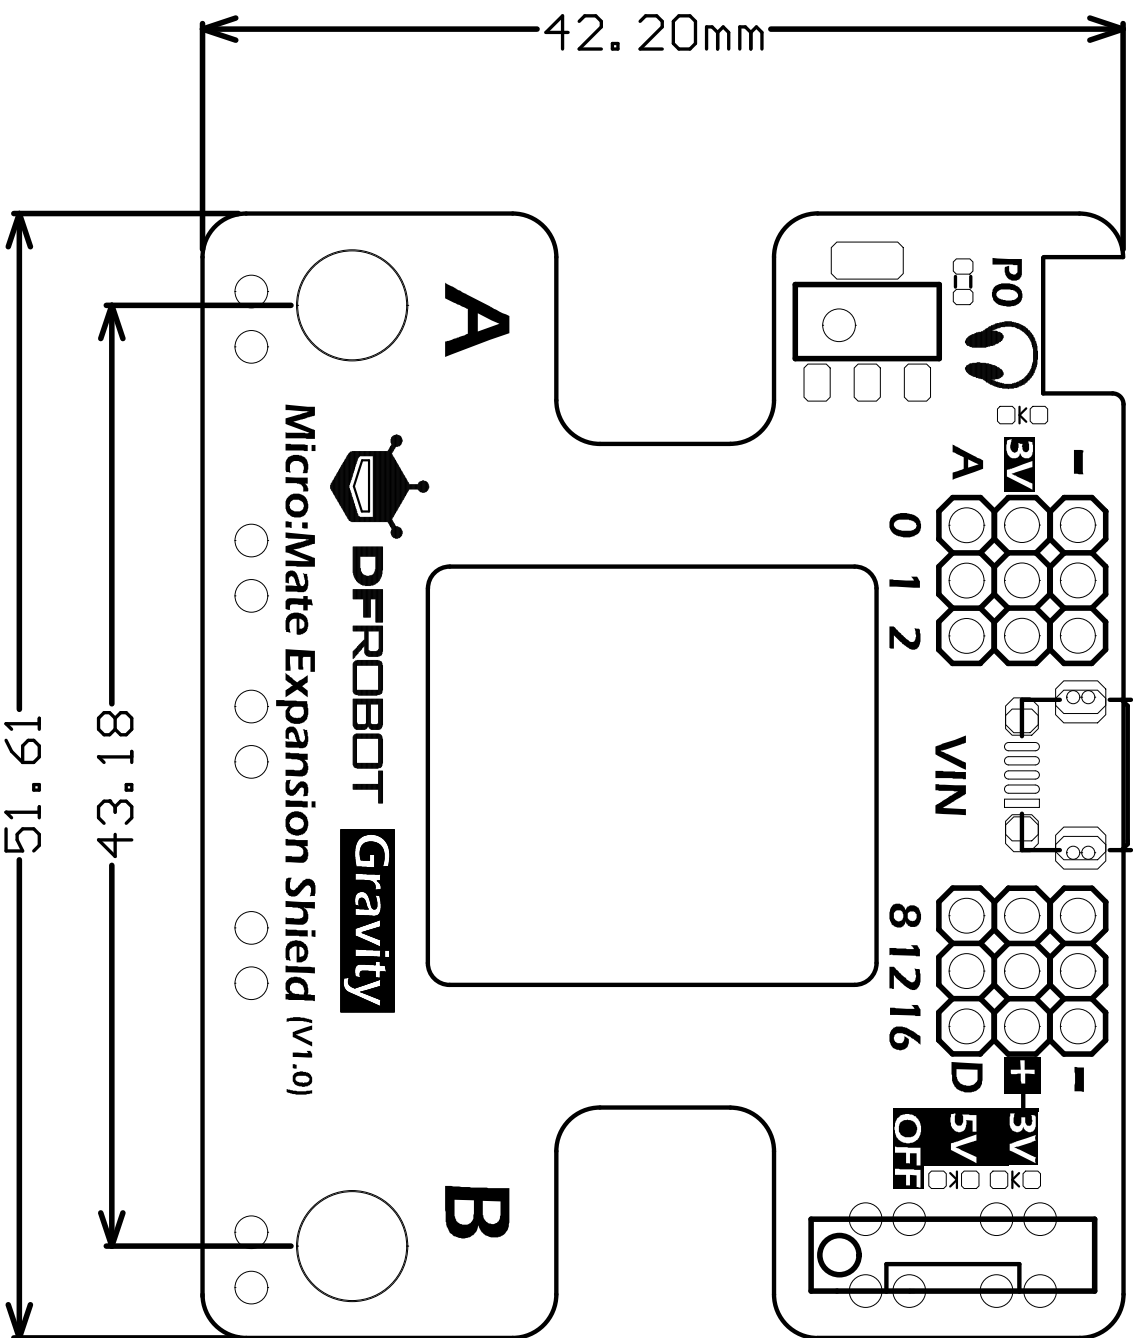 42.20mm
51.61
43.18
A
P0
A
3V
-
0
1
2
VIN
DFROBOT
Gravity
Micro:Mate Expansion Shield (V1.0)
8
12
16
D
+
-
OFF
5V
3V
B